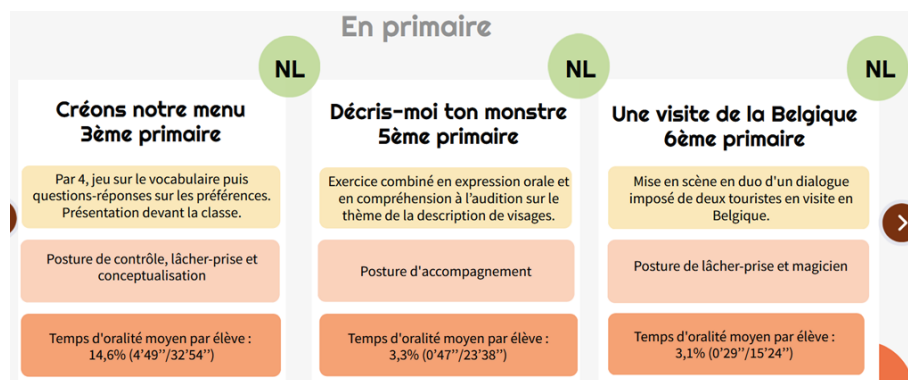 En primaire
NL
Créons notre menu
3ème primaire
Par 4, jeu sur le vocabulaire puis
questions-réponses sur les préférences.
Présentation devant la classe.
Posture de contrôle, lâcher-prise et
conceptualisation
Temps d'oralité moyen par élève :
14,6% (4'49’’/32'54’’)
NL
Décris-moi ton monstre
5ème primaire
Exercice combiné en expression orale et
en compréhension à l’audition sur le
thème de la description de visages.
Posture d'accompagnement
Temps d'oralité moyen par élève :
3,3% (0'47’’/23'38’’)
NL
Une visite de la Belgique
6ème primaire
Mise en scène en duo d'un dialogue
imposé de deux touristes en visite en
Belgique.
Posture de lâcher-prise et magicien
Temps d'oralité moyen par élève :
3,1% (0'29’’/15'24’’)